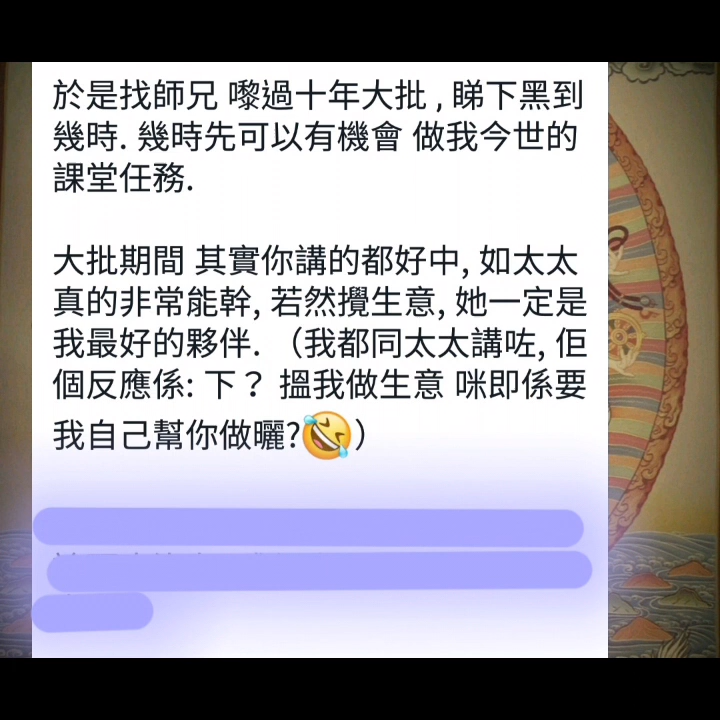 於是找師兄 嚟過十年大批 , 睇下黑到
幾時. 幾時先可以有機會 做我今世的
課堂任務.
大批期間 其實你講的都好中, 如太太
真的非常能幹, 若然攪生意, 她一定是
我最好的夥伴. （我都同太太講咗, 佢
個反應係: 下？ 搵我做生意 咪即係要
我自己幫你做曬?🤣）